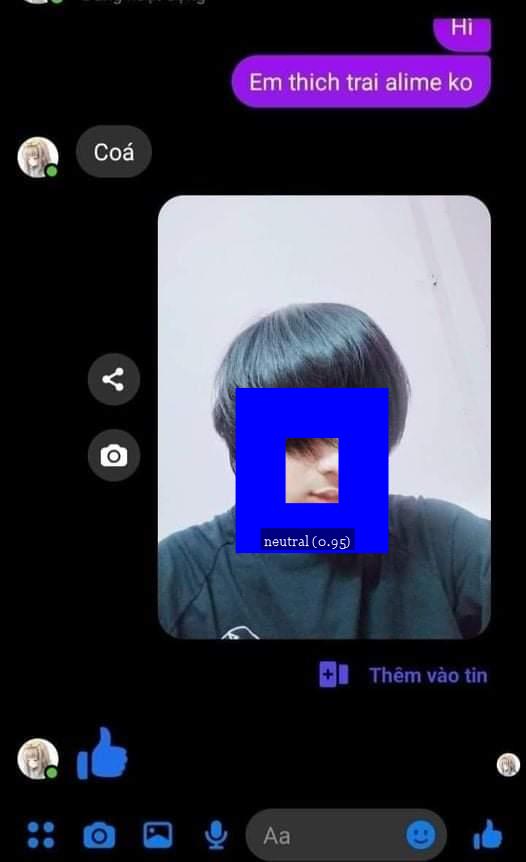 Hi
Em thich trai alime ko
Coá
neutral (0.95)
Thêm vào tin
Aa